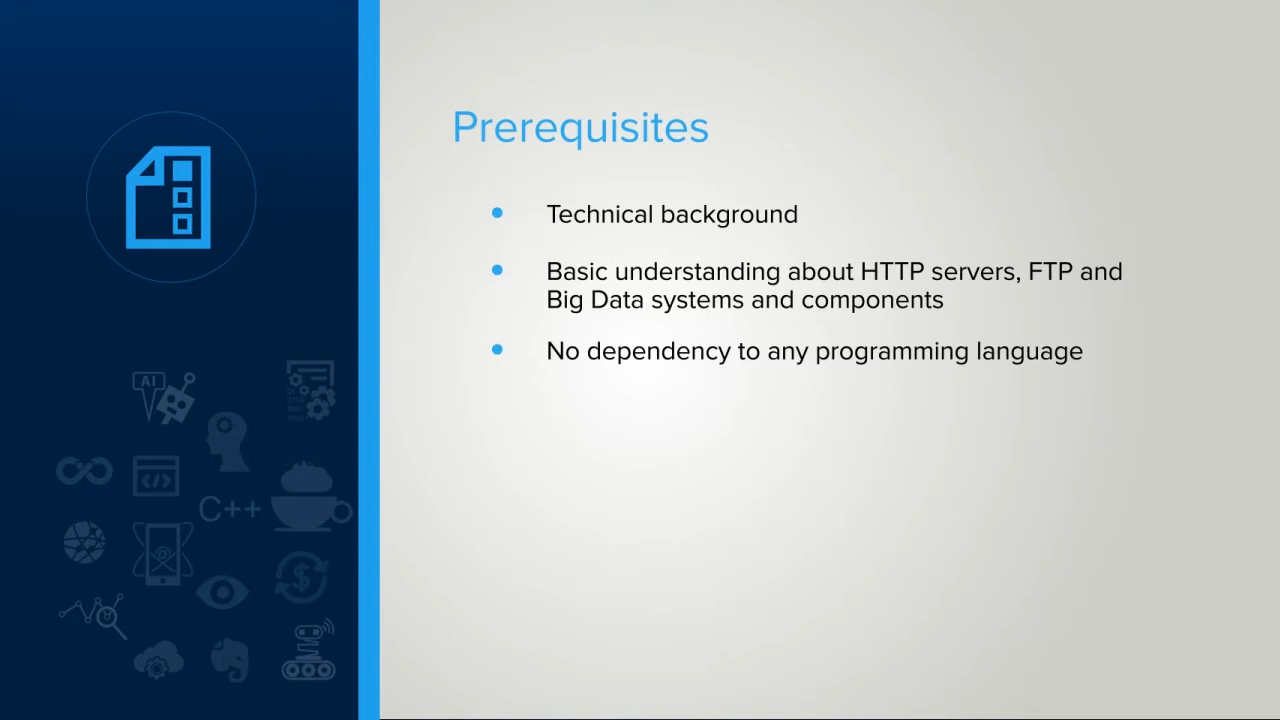 Prerequisites
Technical background
Basic understanding about HTTP servers, FTP and
Big Data systems and components
No dependency to any programming language
AI
C++